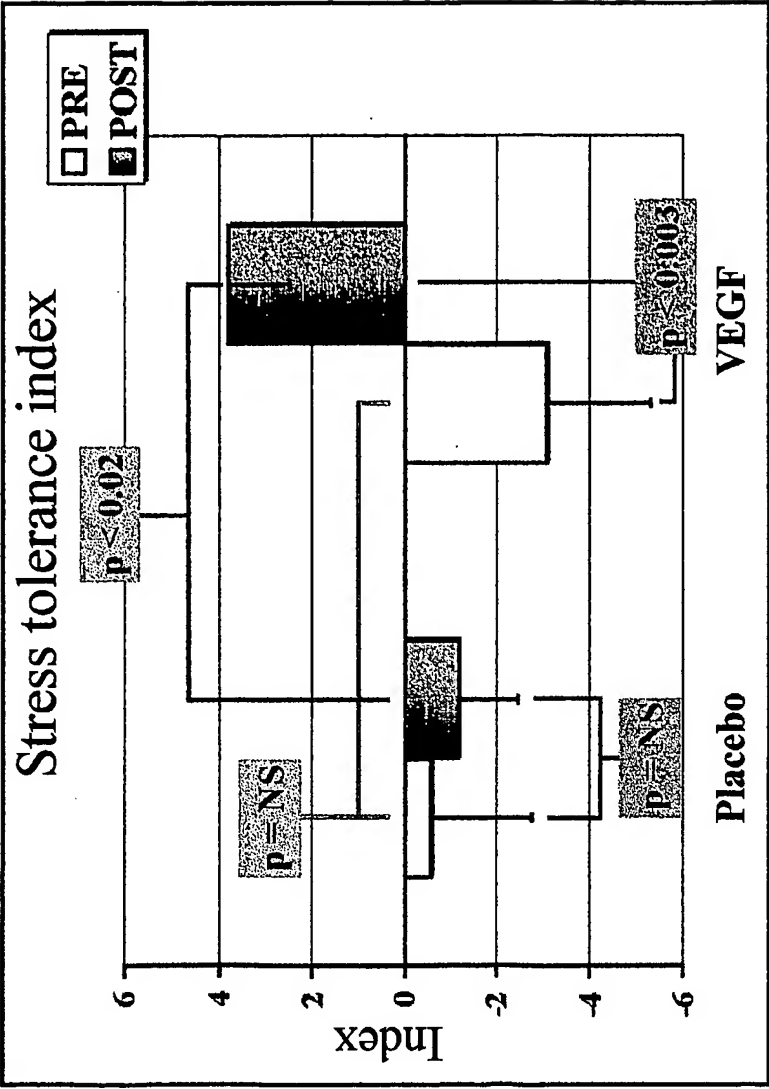 Stress tolerance index
PRE
POST
p<0.02
p=NS
Index
6
4
2
0
-2
-4
-6
p=NS
p<0.003
Placebo
VEGF